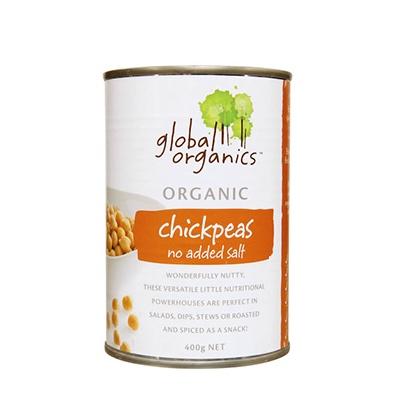 global
organics™
ORGANIC
chickpeas
no added salt
WONDERFULLY NUTTY,
THESE VERSATILE LITTLE NUTRITIONAL
POWERHOUSES ARE PERFECT IN
SALADS, DIPS, STEWS OR ROASTED
AND SPICED AS A SNACK!
400g NET